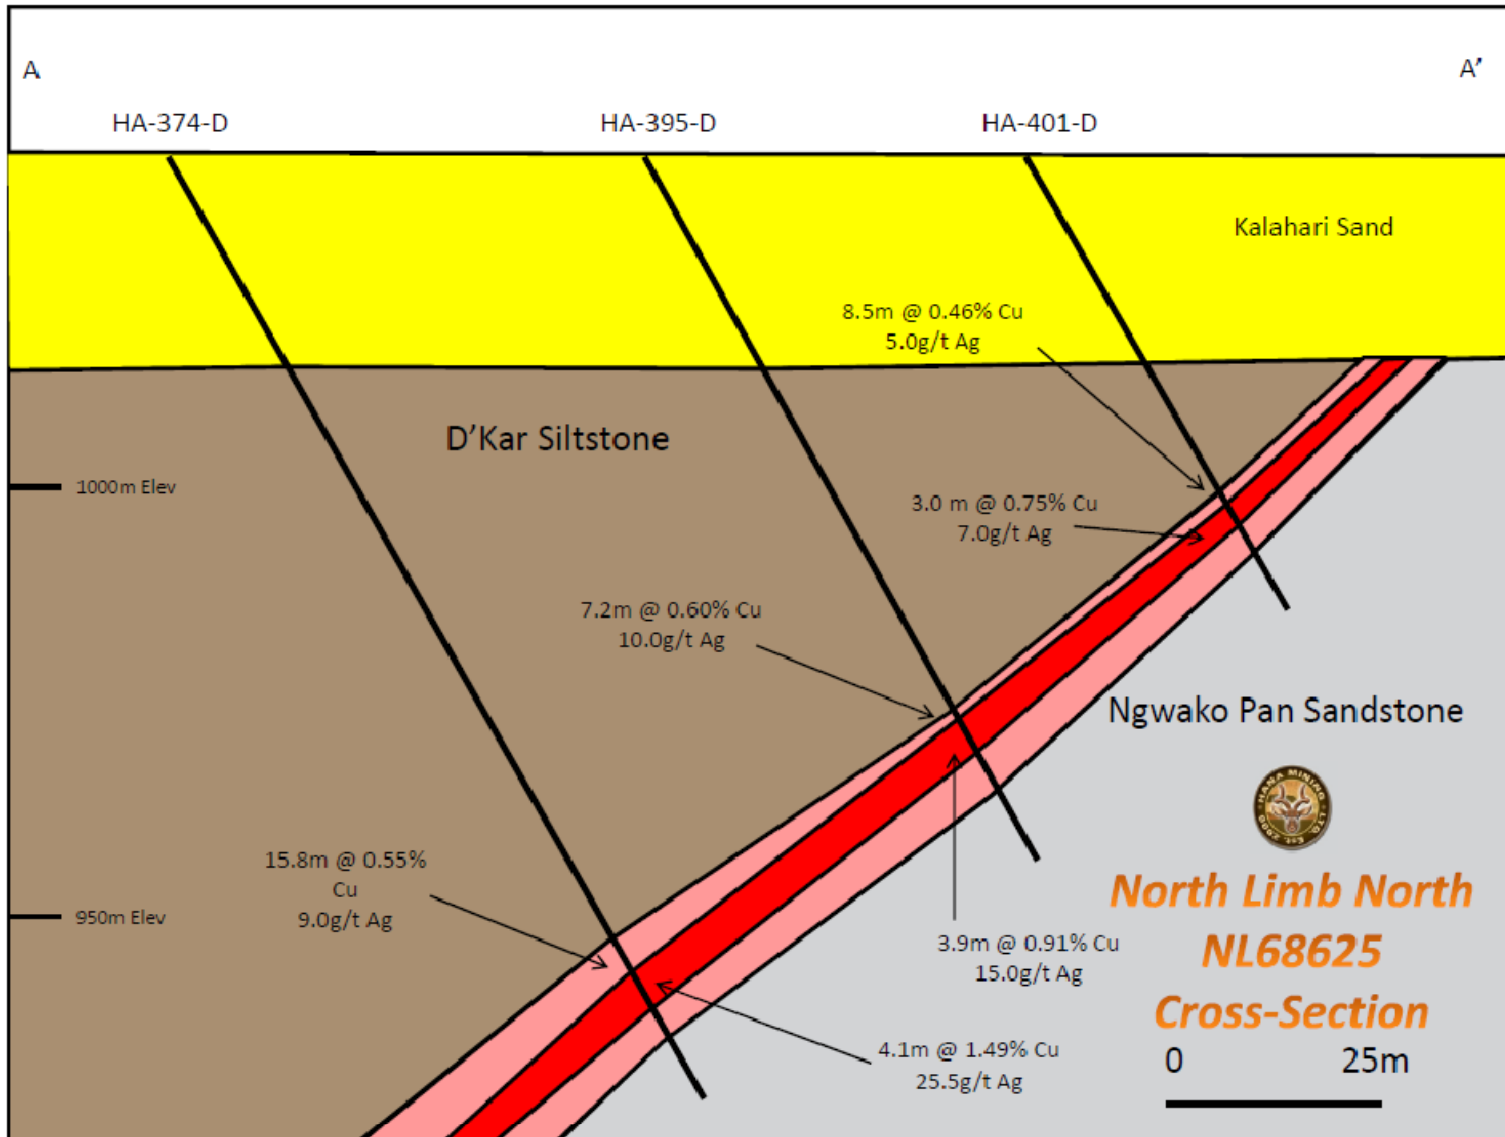 A
A'
HA-374-D
HA-395-D
HA-401-D
Kalahari Sand
8.5m @ 0.46% Cu
5.0g/t Ag
D'Kar Siltstone
1000m Elev
3.0 m @ 0.75% Cu
7.0g/t Ag
7.2m @ 0.60% Cu
10.0g/t Ag
Ngwako Pan Sandstone
HANA MINING LTD.
15.8m @ 0.55%
Cu
9.0g/t Ag
950m Elev
North Limb North
NL68625
Cross-Section
3.9m @ 0.91% Cu
15.0g/t Ag
4.1m @ 1.49% Cu
25.5g/t Ag
0
25m